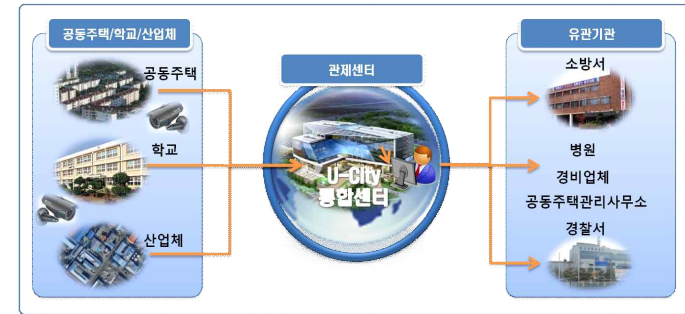 공동주택/학교/산업체
공동주택
학교
산업체
관제센터
U-City
통합센터
유관기관
소방서
병원
경비업체
공동주택관리사무소
경찰서